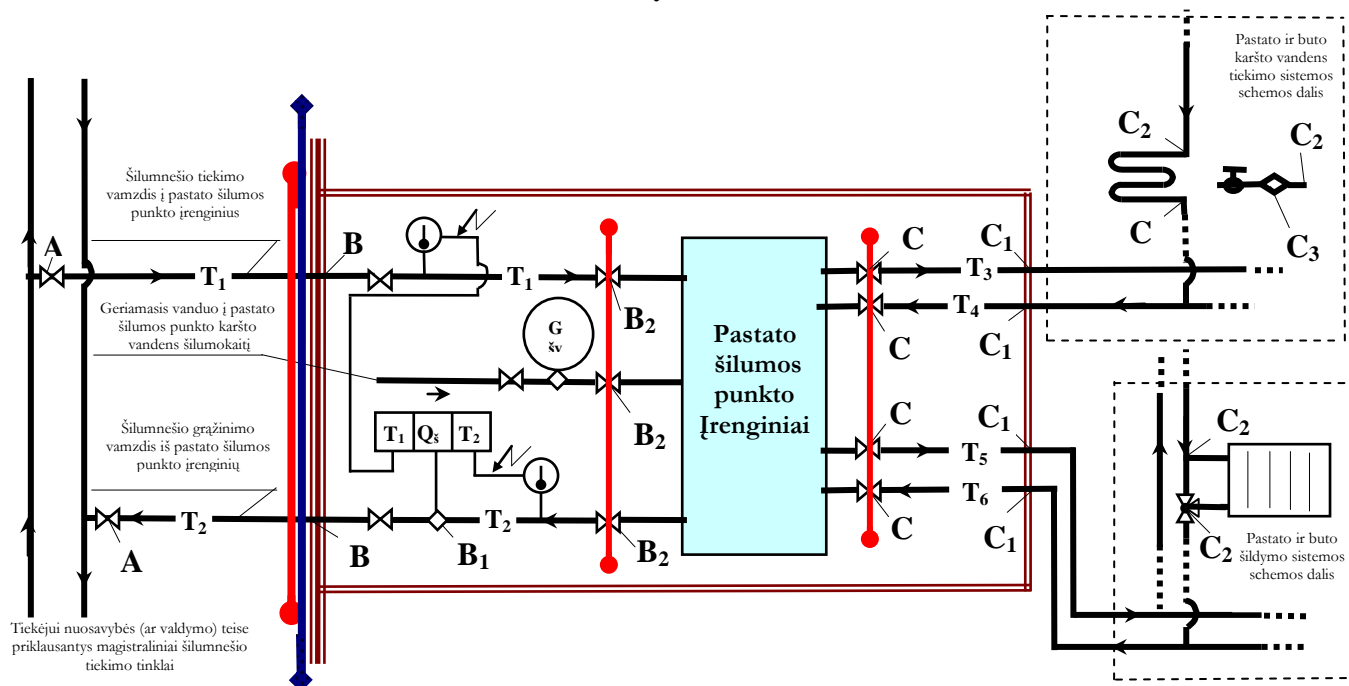 Pastato ir buto
karšto vandens
tiekimo sistemos
schemos dalis
C₂
C₂
C
C₃
Šilumnešio tiekimo
vamzdis į pastato šilumos
punkto įrenginius
A
T₁
B
T₁
B₂
C
C₁
T₃
T₄
C
C₁
Geriamasis vanduo į pastato
šilumos punkto karšto
vandens šilumokaitį
G
šv
B₂
Pastato
šilumos
punkto
Įrenginiai
T₁ Qš T₂
C
C₁
T₅
T₆
C
C₁
Šilumnešio grąžinimo
vamzdis iš pastato šilumos
punkto įrenginių
A
T₂
B
B₁
T₂
B₂
C₂
C₂
Pastato ir buto
šildymo sistemos
schemos dalis
Tiekėjui nuosavybės (ar valdymo) teise
priklausantys magistraliniai šilumnešio
tiekimo tinklai